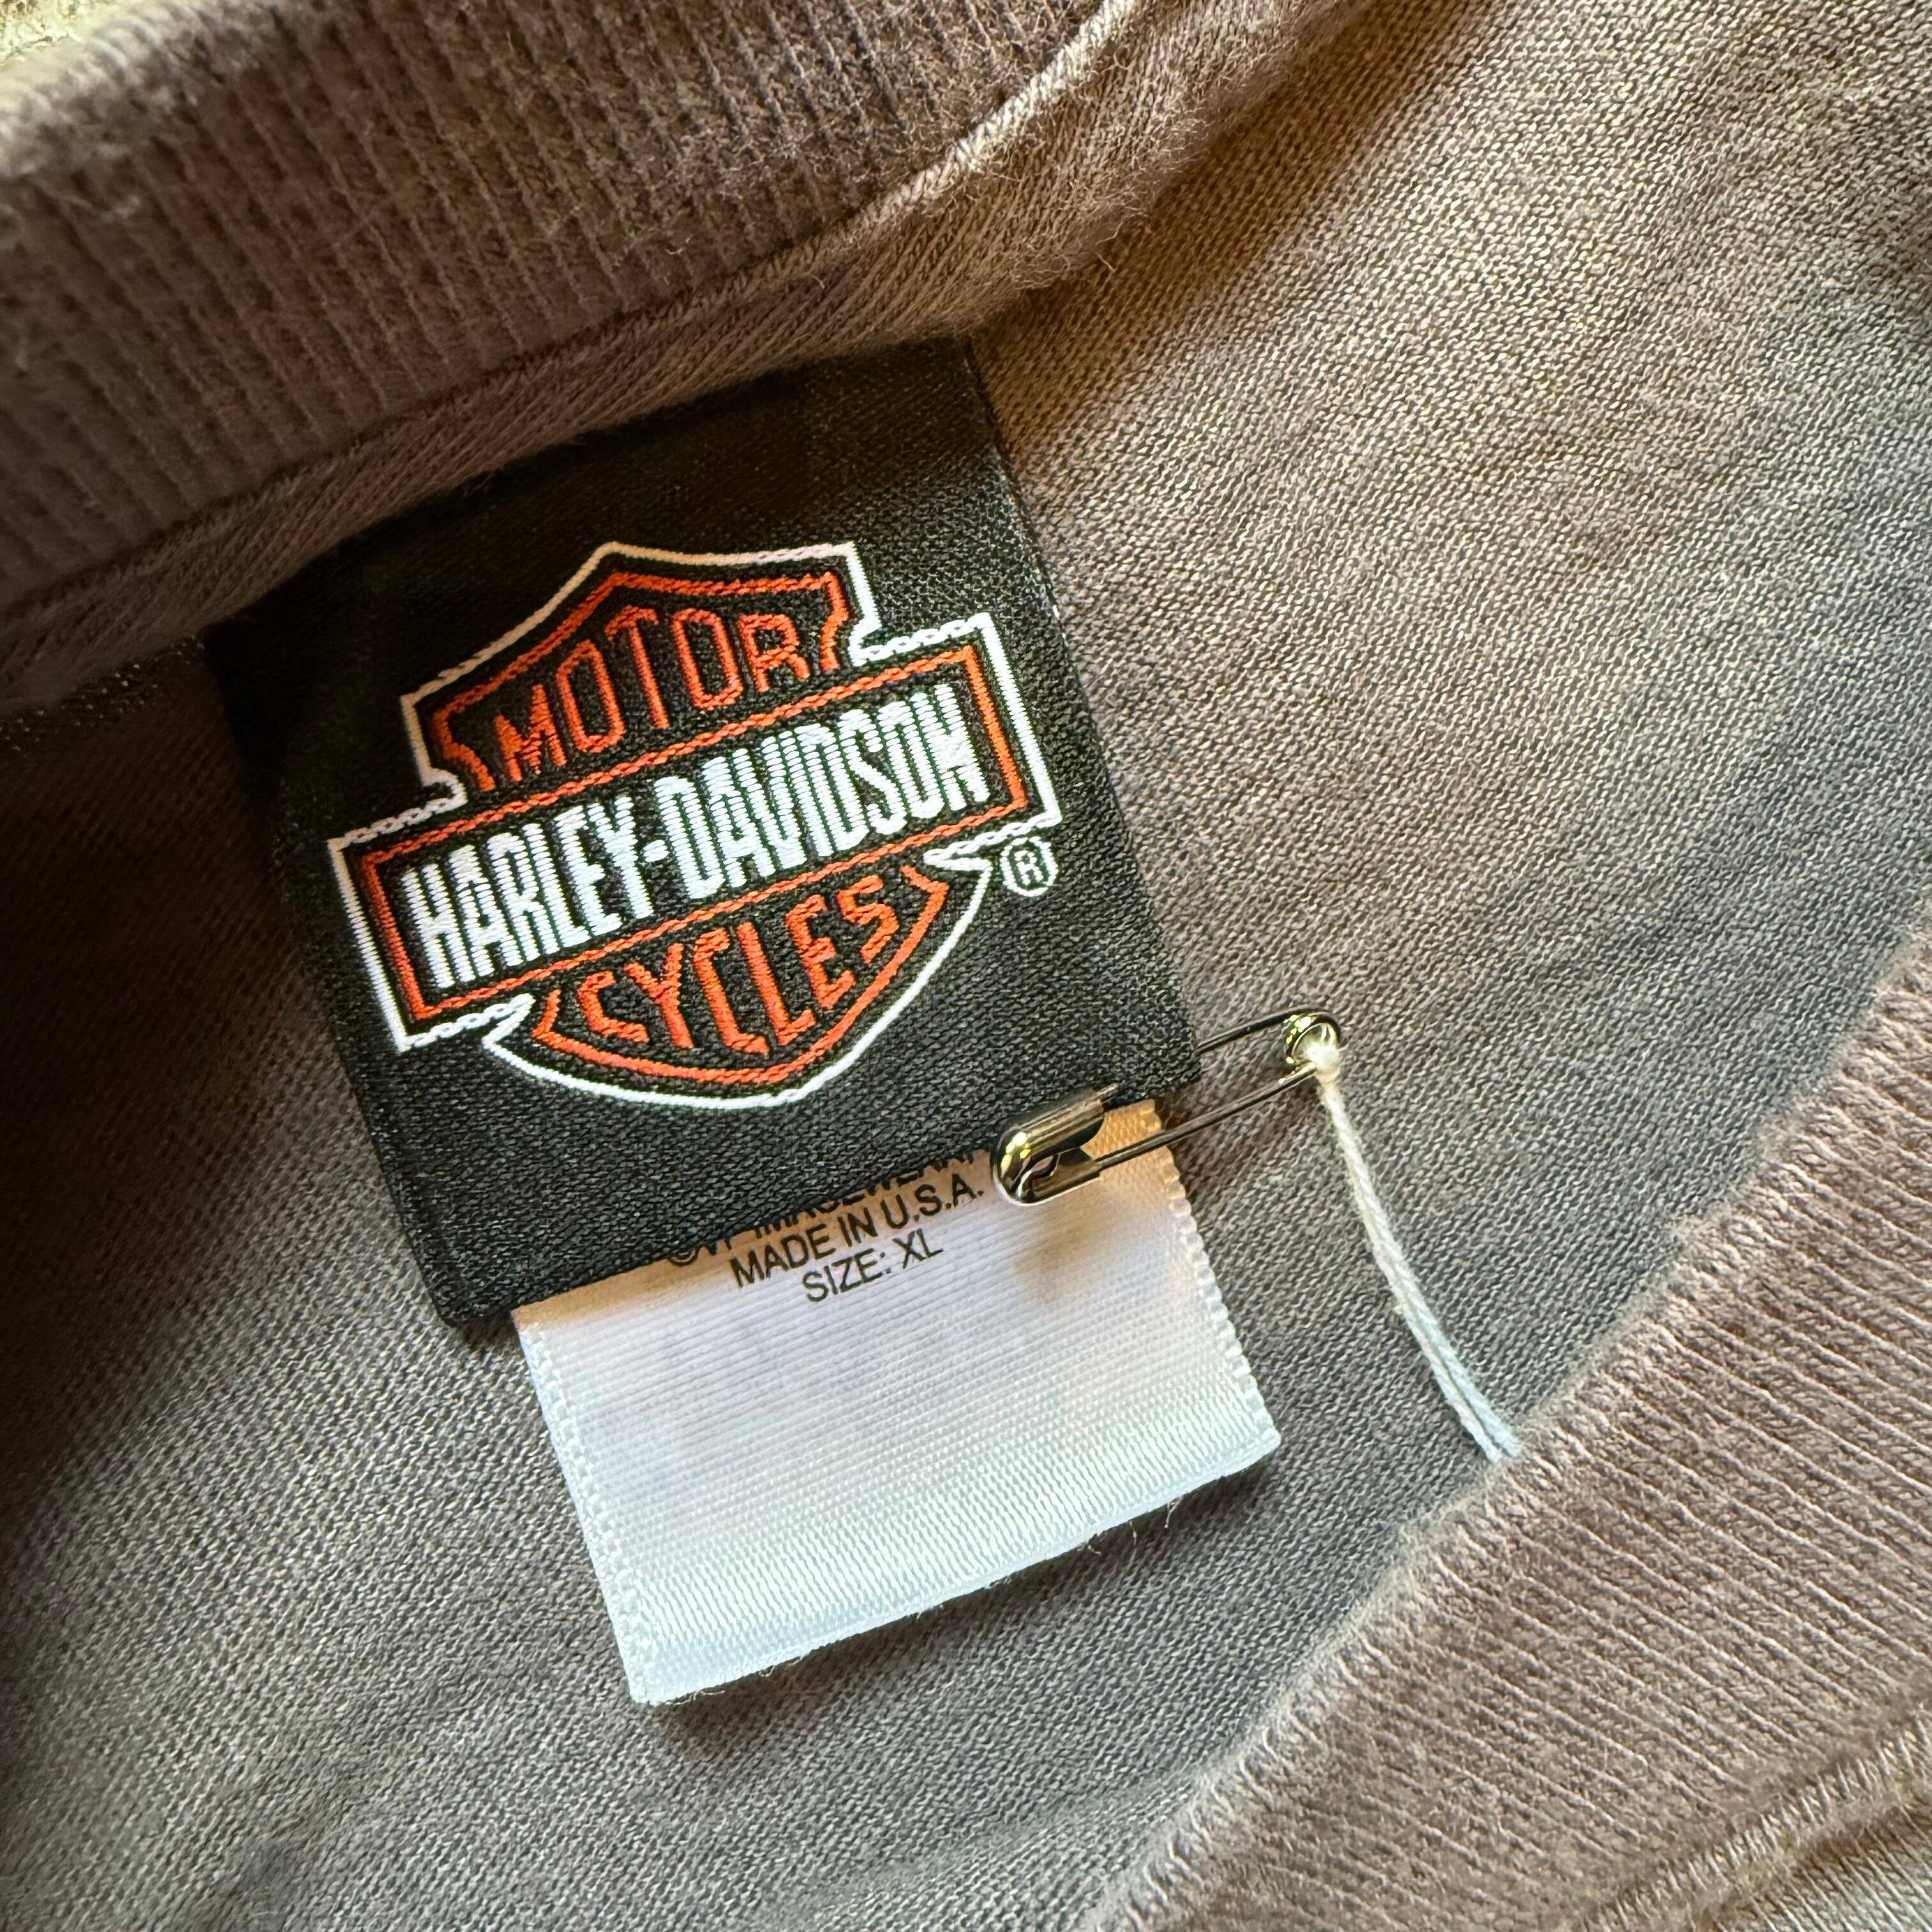 MOTOR
HARLEY-DAVIDSON
®
CYCLES
MADE IN U.S.A.
SIZE: XL